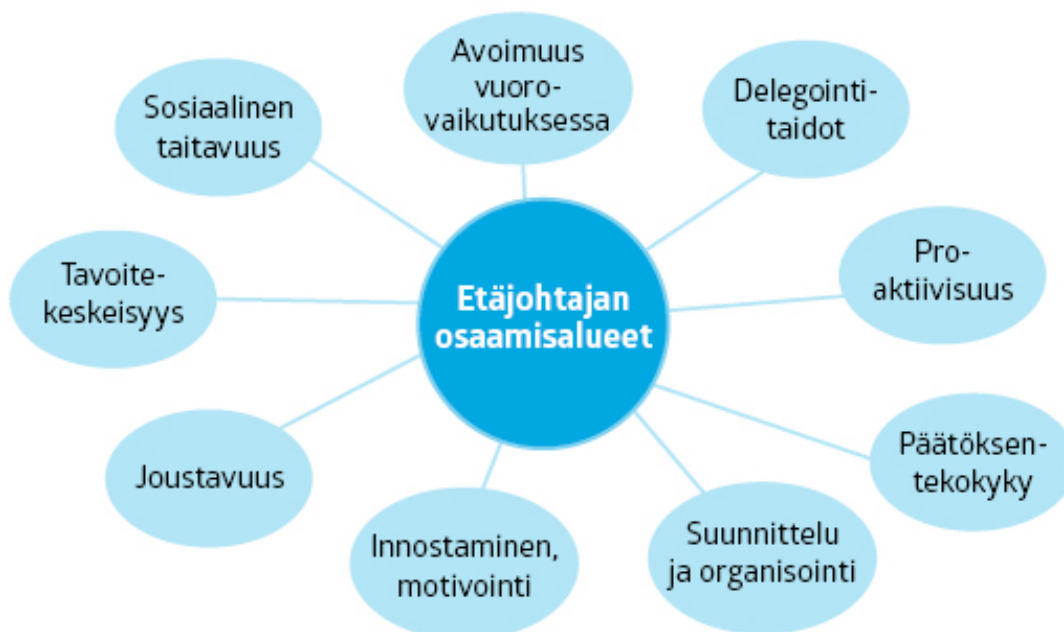 Avoimuus
vuoro-
vaikutuksessa
Delegointi-
taidot
Pro-
aktiivisuus
Päätöksen-
tekokyky
Suunnittelu
ja organisointi
Innostaminen,
motivointi
Joustavuus
Tavoite-
keskeisyys
Sosiaalinen
taitavuus
Etäjohtajan
osaamisalueet